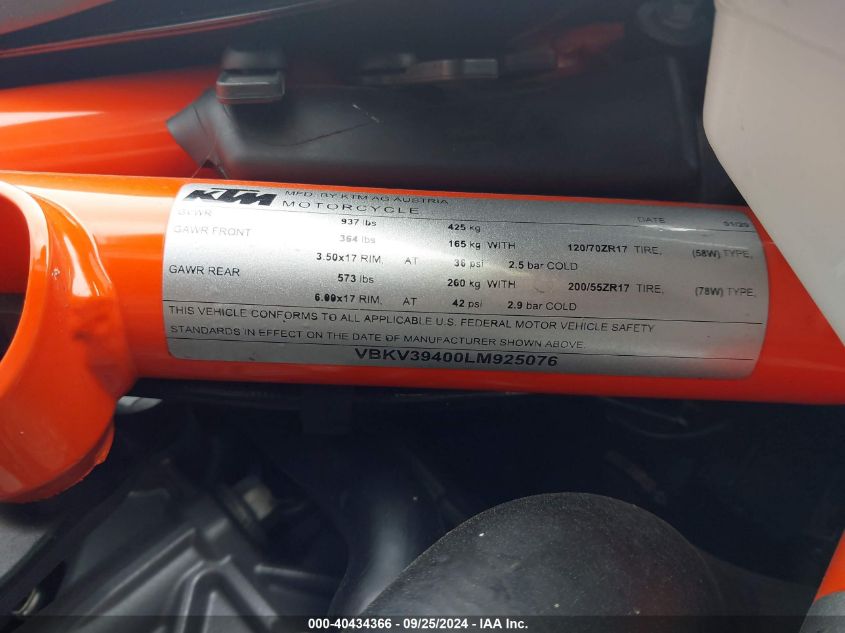 KTM MFD. BY KTM AG AUSTRIA
MOTORCYCLE DATE 01/20
GCWR 937 lbs 425 kg
GAWR FRONT 364 lbs 165 kg WITH 120/70ZR17 TIRE, (58W) TYPE,
3.50x17 RIM, AT 36 psi 2.5 bar COLD
GAWR REAR 573 lbs 260 kg WITH 200/55ZR17 TIRE, (78W) TYPE,
6.00x17 RIM, AT 42 psi 2.9 bar COLD
THIS VEHICLE CONFORMS TO ALL APPLICABLE U.S. FEDERAL MOTOR VEHICLE SAFETY
STANDARDS IN EFFECT ON THE DATE OF MANUFACTURER SHOWN ABOVE.
VBKV39400LM925076
000-40434366 - 09/25/2024 - IAA Inc.